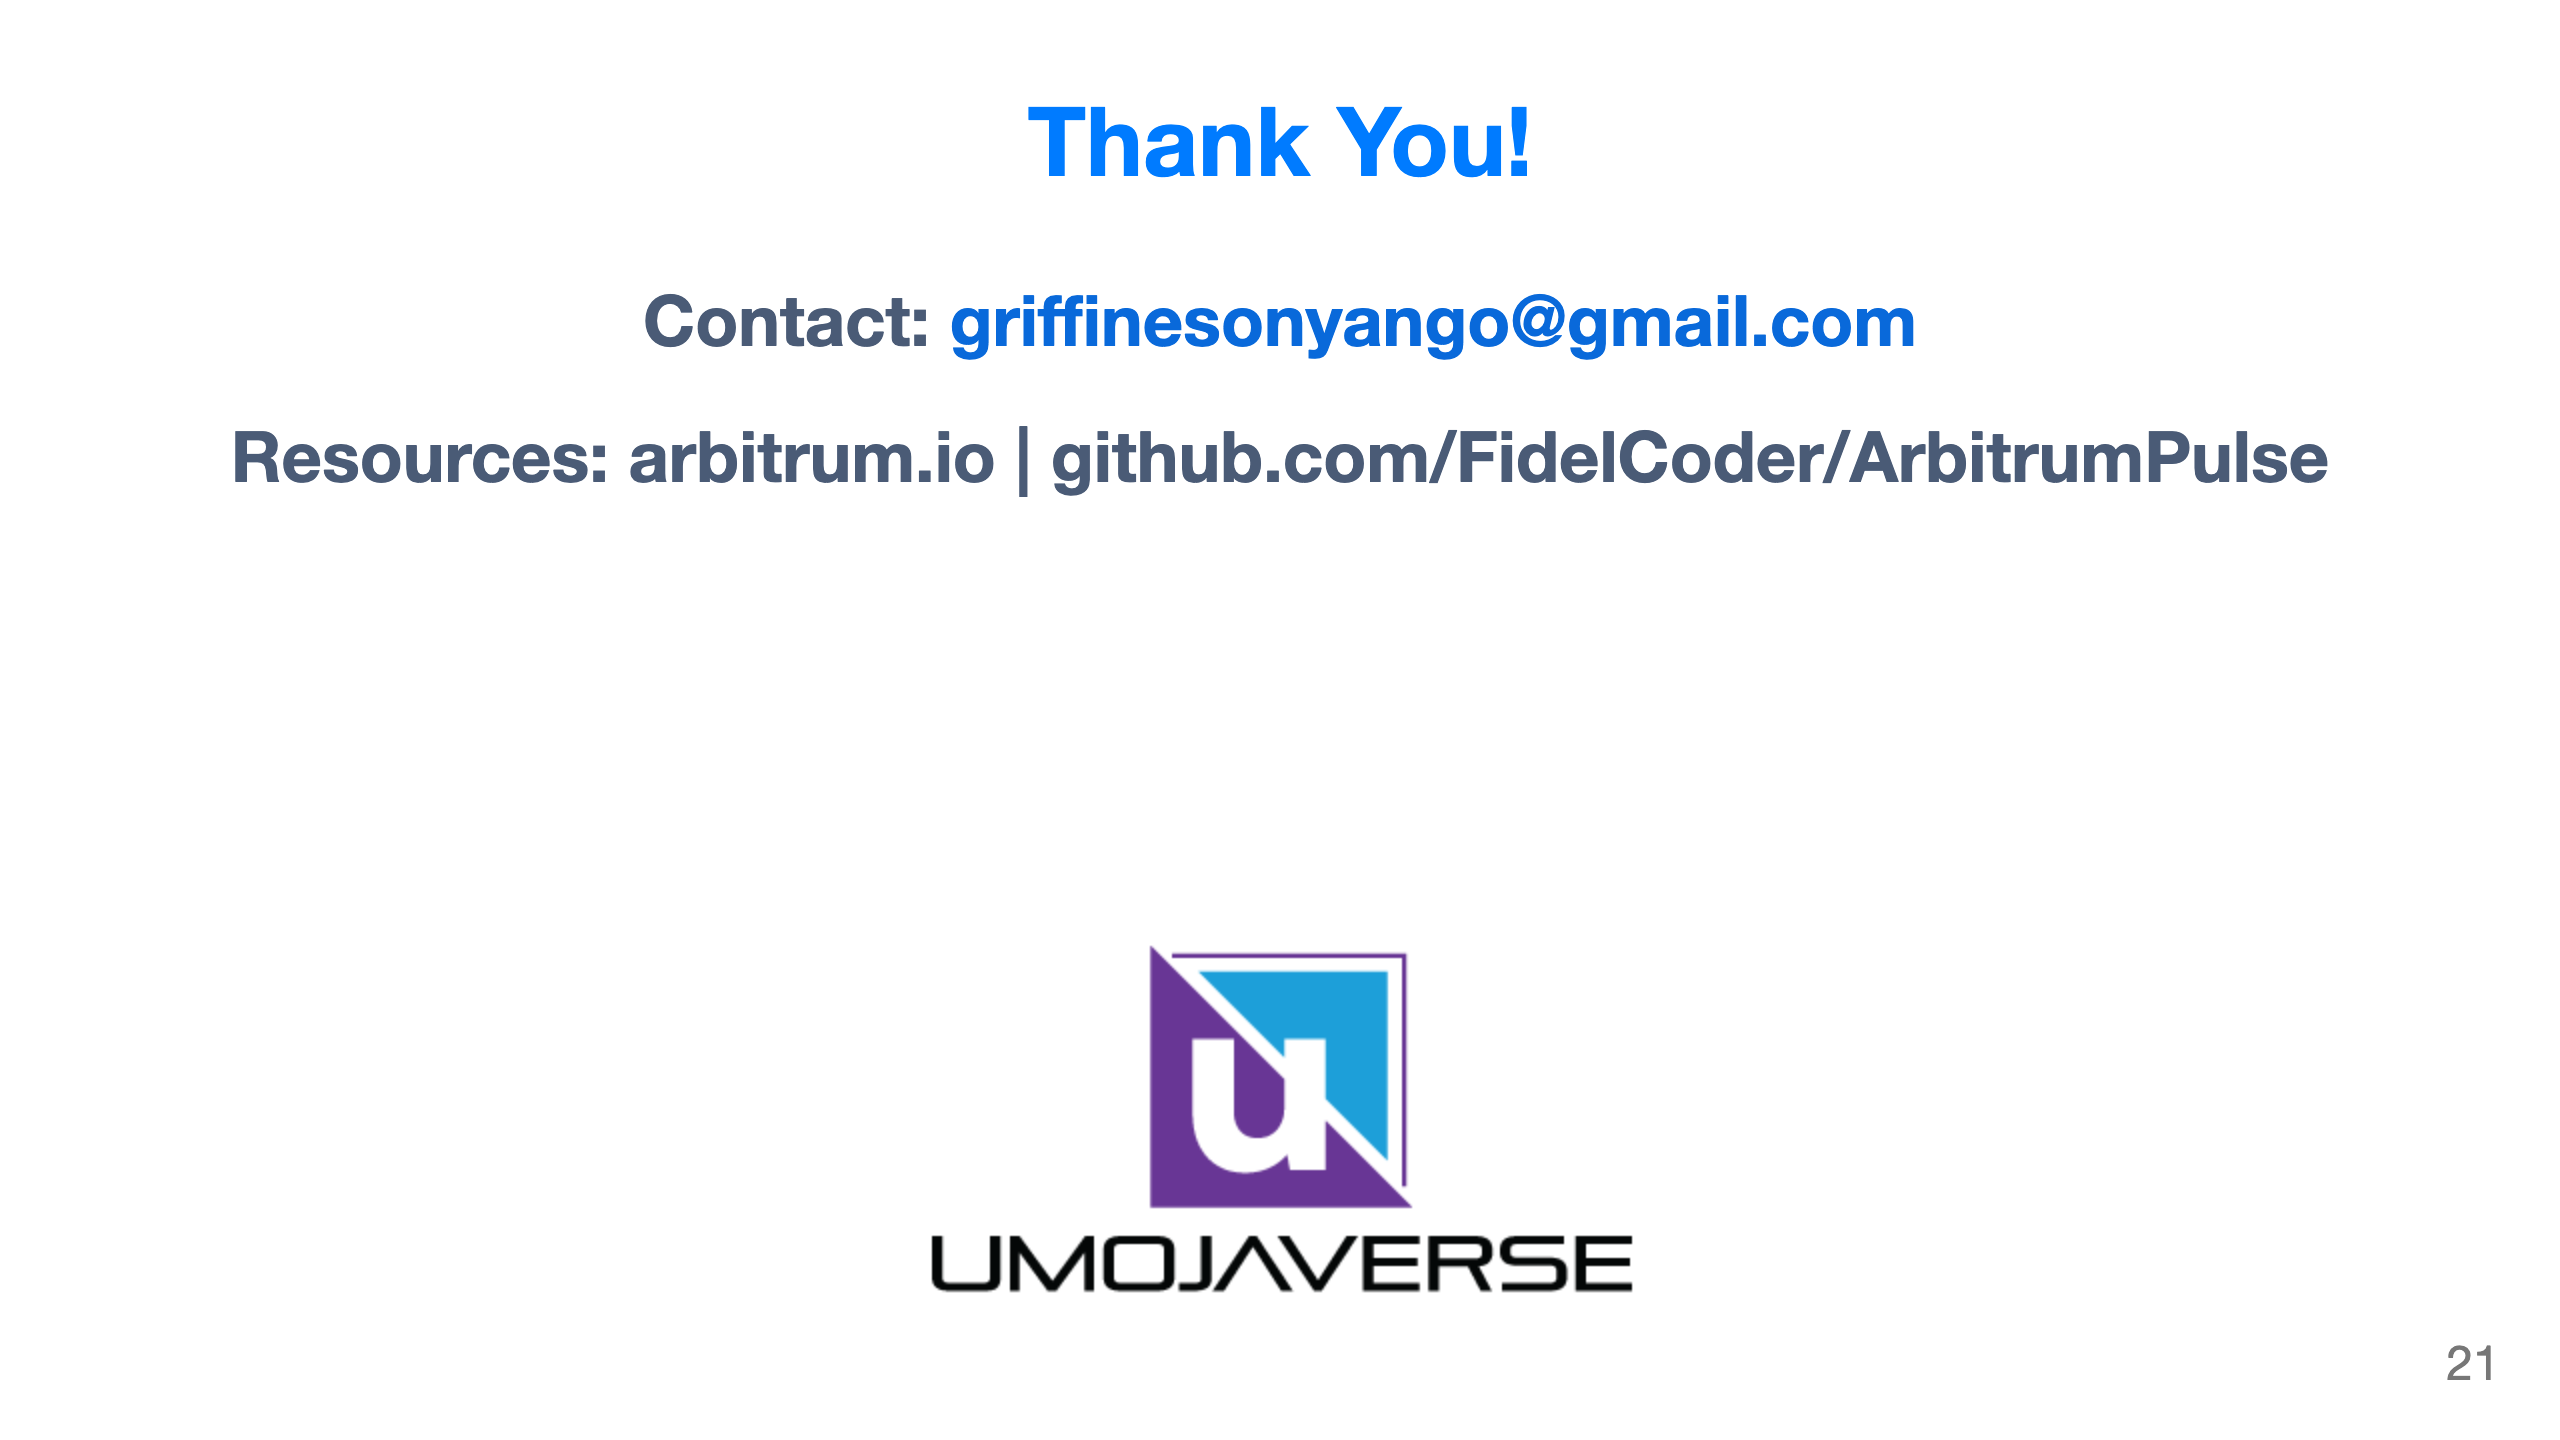 Thank You!
Contact: griffinesonyango@gmail.com
Resources: arbitrum.io | github.com/FidelCoder/ArbitrumPulse
u
UMOJAVERSE
21